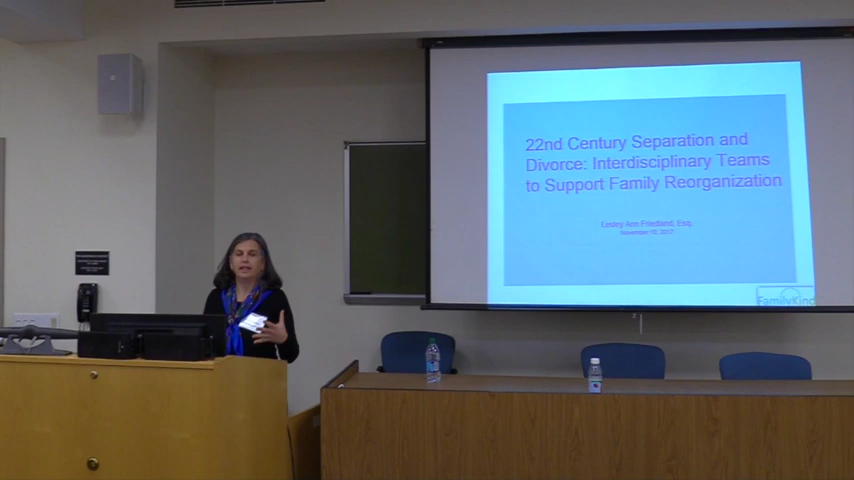 22nd Century Separation and
Divorce: Interdisciplinary Teams
to Support Family Reorganization
Lesley Ann Friedland, Esq.
November 10, 2017
FamilyKind